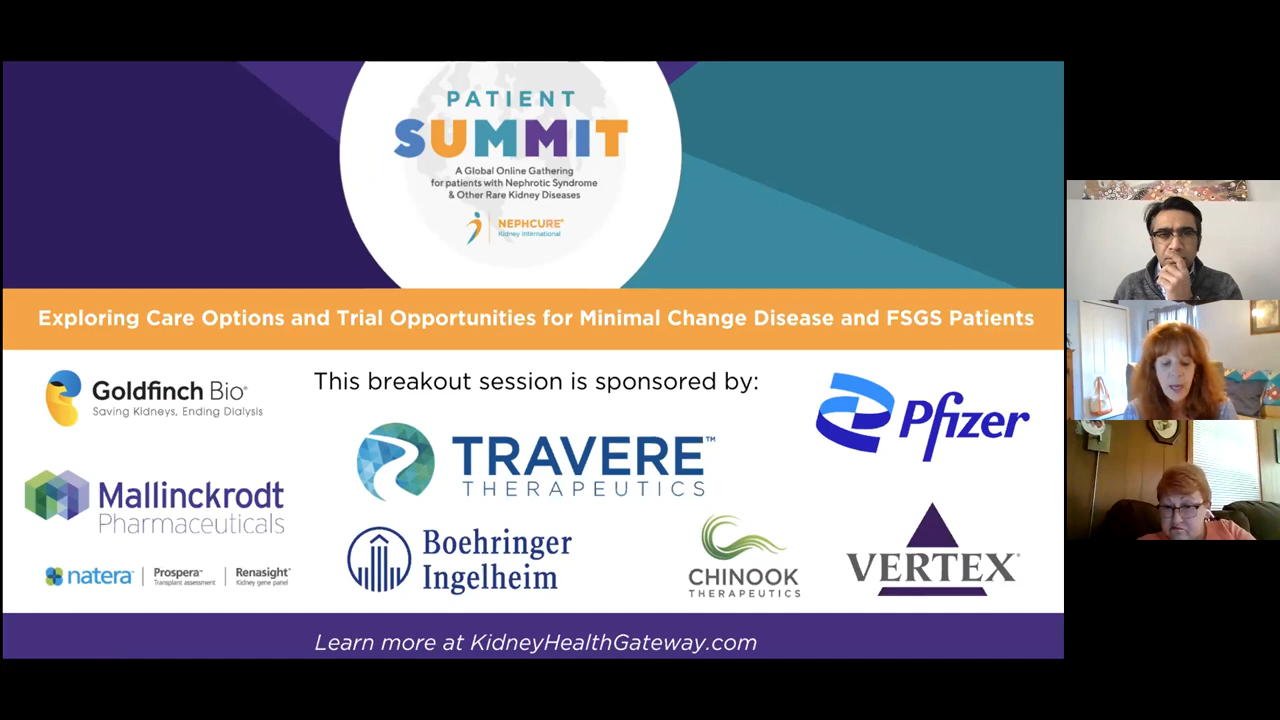 PATIENT
SUMMIT
A Global Online Gathering
for patients with Nephrotic Syndrome
& Other Rare Kidney Diseases
NEPHCURE®
Kidney International
Exploring Care Options and Trial Opportunities for Minimal Change Disease and FSGS Patients
This breakout session is sponsored by:
Goldfinch Bio®
Saving Kidneys, Ending Dialysis
TRAVERE™
THERAPEUTICS
Pfizer
Mallinckrodt
Pharmaceuticals
natera™ | Prospera™ | Renasight®
Transplant assessment
Kidney gene panel
Boehringer
Ingelheim
CHINOOK
THERAPEUTICS
VERTEX®
Learn more at KidneyHealthGateway.com